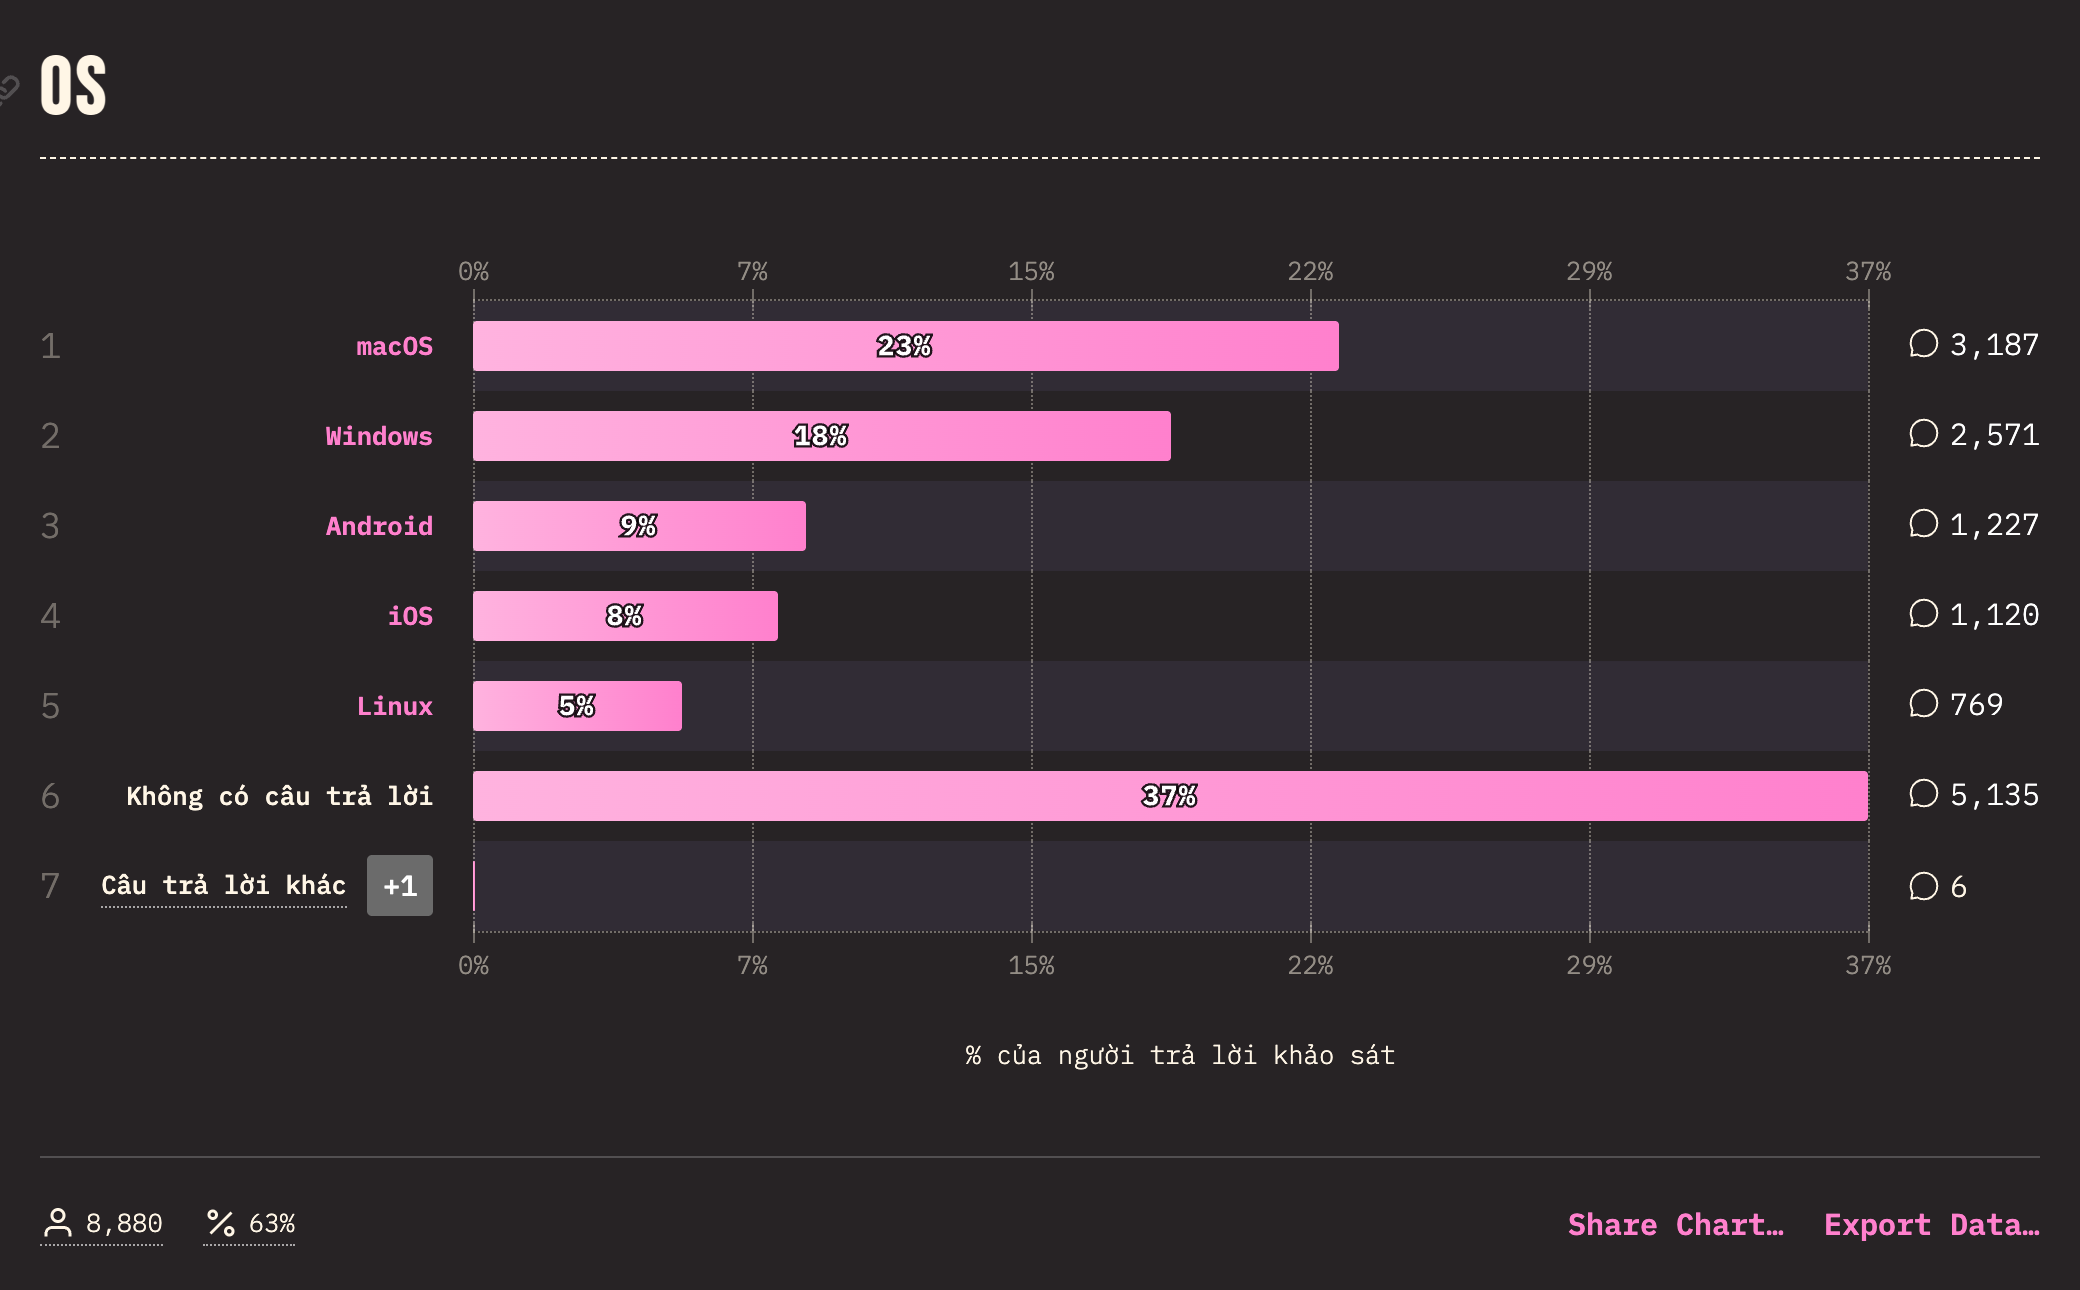 OS
0% 7% 15% 22% 29% 37%
1 macOS 23% 3,187
2 Windows 18% 2,571
3 Android 9% 1,227
4 iOS 8% 1,120
5 Linux 5% 769
6 Không có câu trả lời 37% 5,135
7 Câu trả lời khác +1 6
0% 7% 15% 22% 29% 37%
% của người trả lời khảo sát
8,880 63% Share Chart… Export Data…